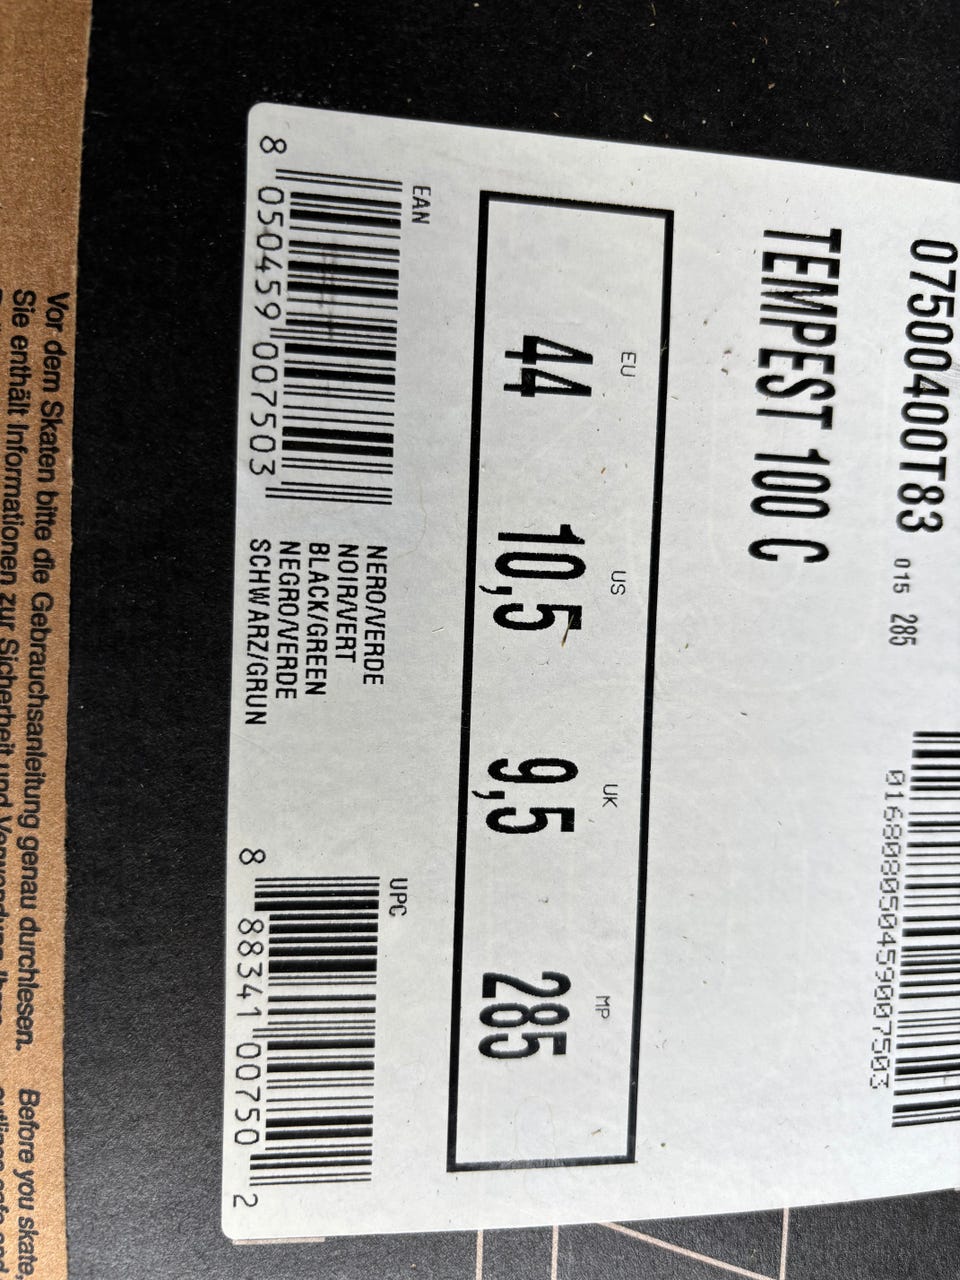 07500400T83 015 285
016808050459007503
TEMPEST 100 C
EU US UK MP
44 10,5 9,5 285
EAN
8 050459 007503
NERO/VERDE
NOIR/VERT
BLACK/GREEN
NEGRO/VERDE
SCHWARZ/GRUN
UPC
8 88341 00750 2
Vor dem Skaten bitte die Gebrauchsanleitung genau durchlesen.
Sie enthält Informationen zur Sicherheit und
Before you skate,